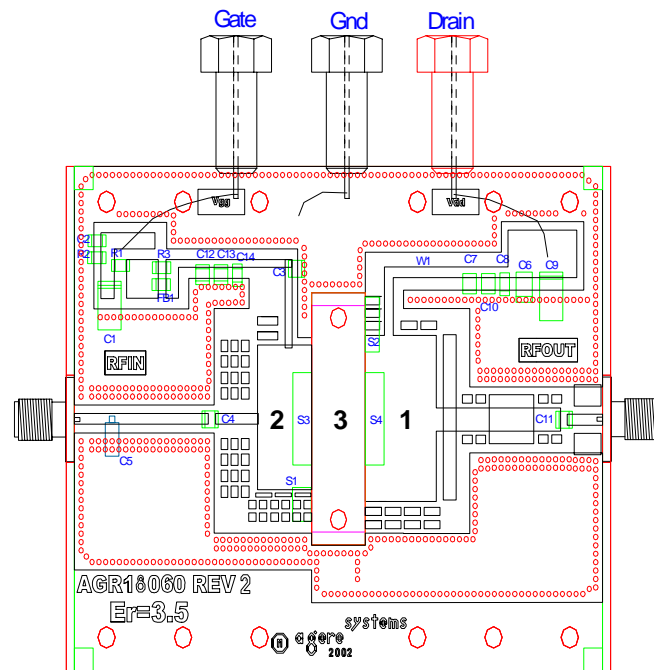 Gate Gnd Drain
Vgg Vdd
C2 R1 R3 C12 C13 C14 C3 W1 C7 C8 C6 C9
R2 FB1 C10
C1 S2
RFIN RFOUT
C4 2 S3 3 S4 1 C11
C5
S1
AGR18060 REV 2
Er=3.5
systems
agere
2002